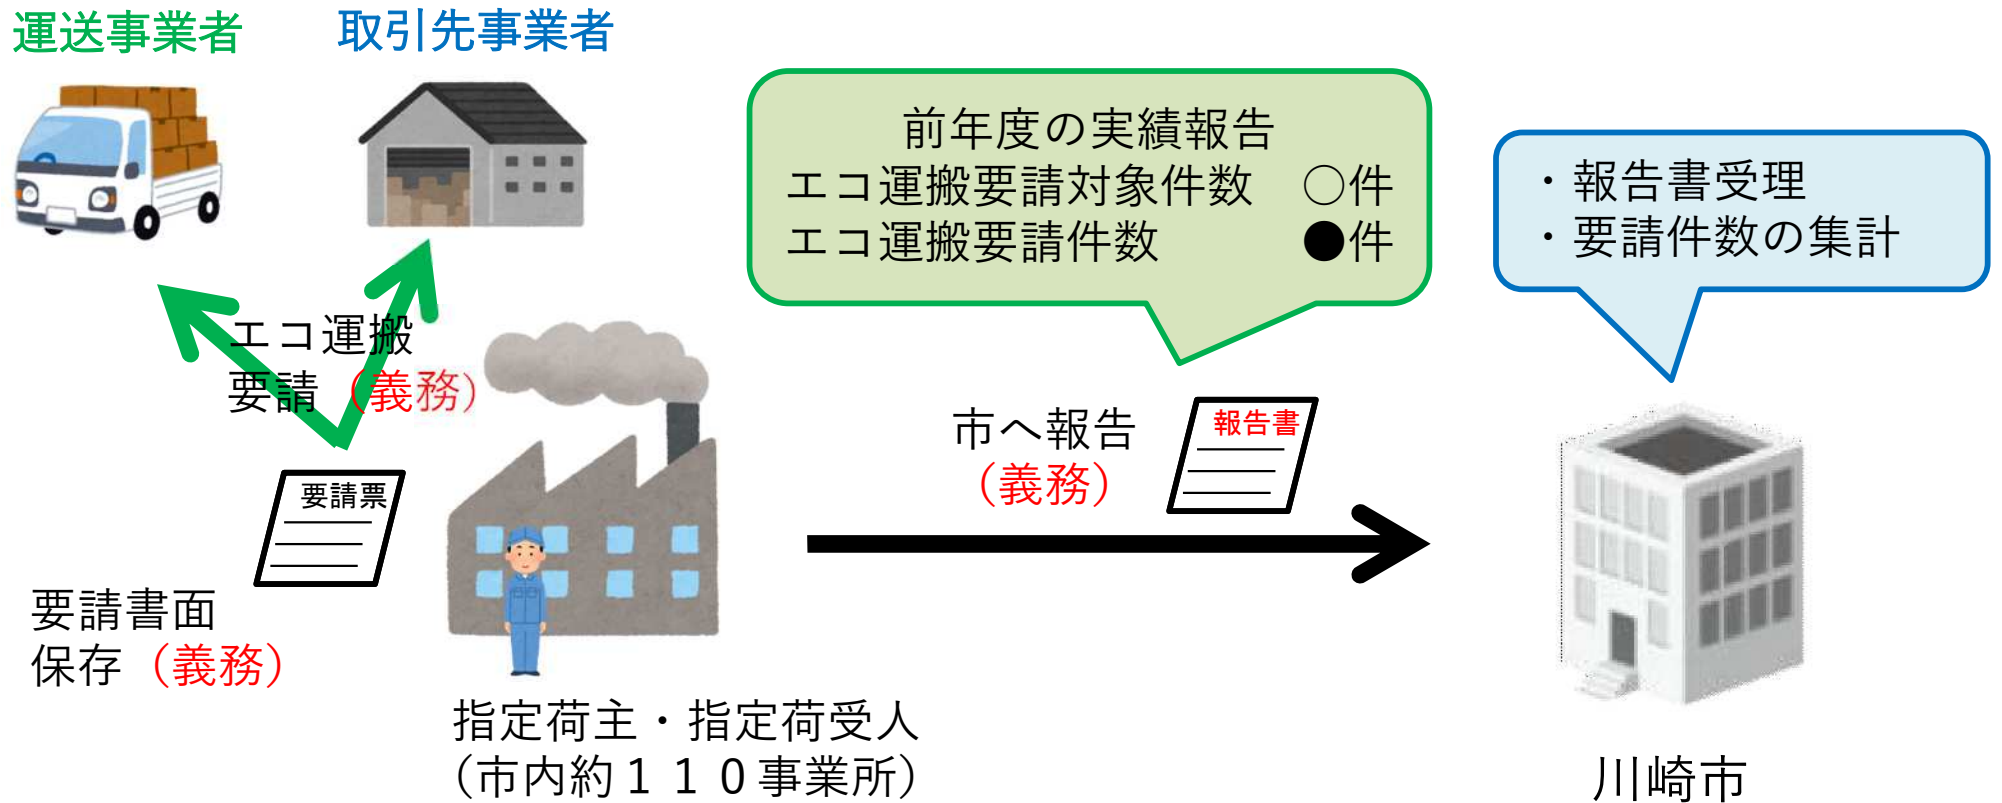 運送事業者
取引先事業者
前年度の実績報告
エコ運搬要請対象件数　○件
エコ運搬要請件数　　　●件
・報告書受理
・要請件数の集計
エコ運搬
要請（義務）
要請票
要請書面
保存（義務）
市へ報告
（義務）
報告書
指定荷主・指定荷受人
（市内約１１０事業所）
川崎市